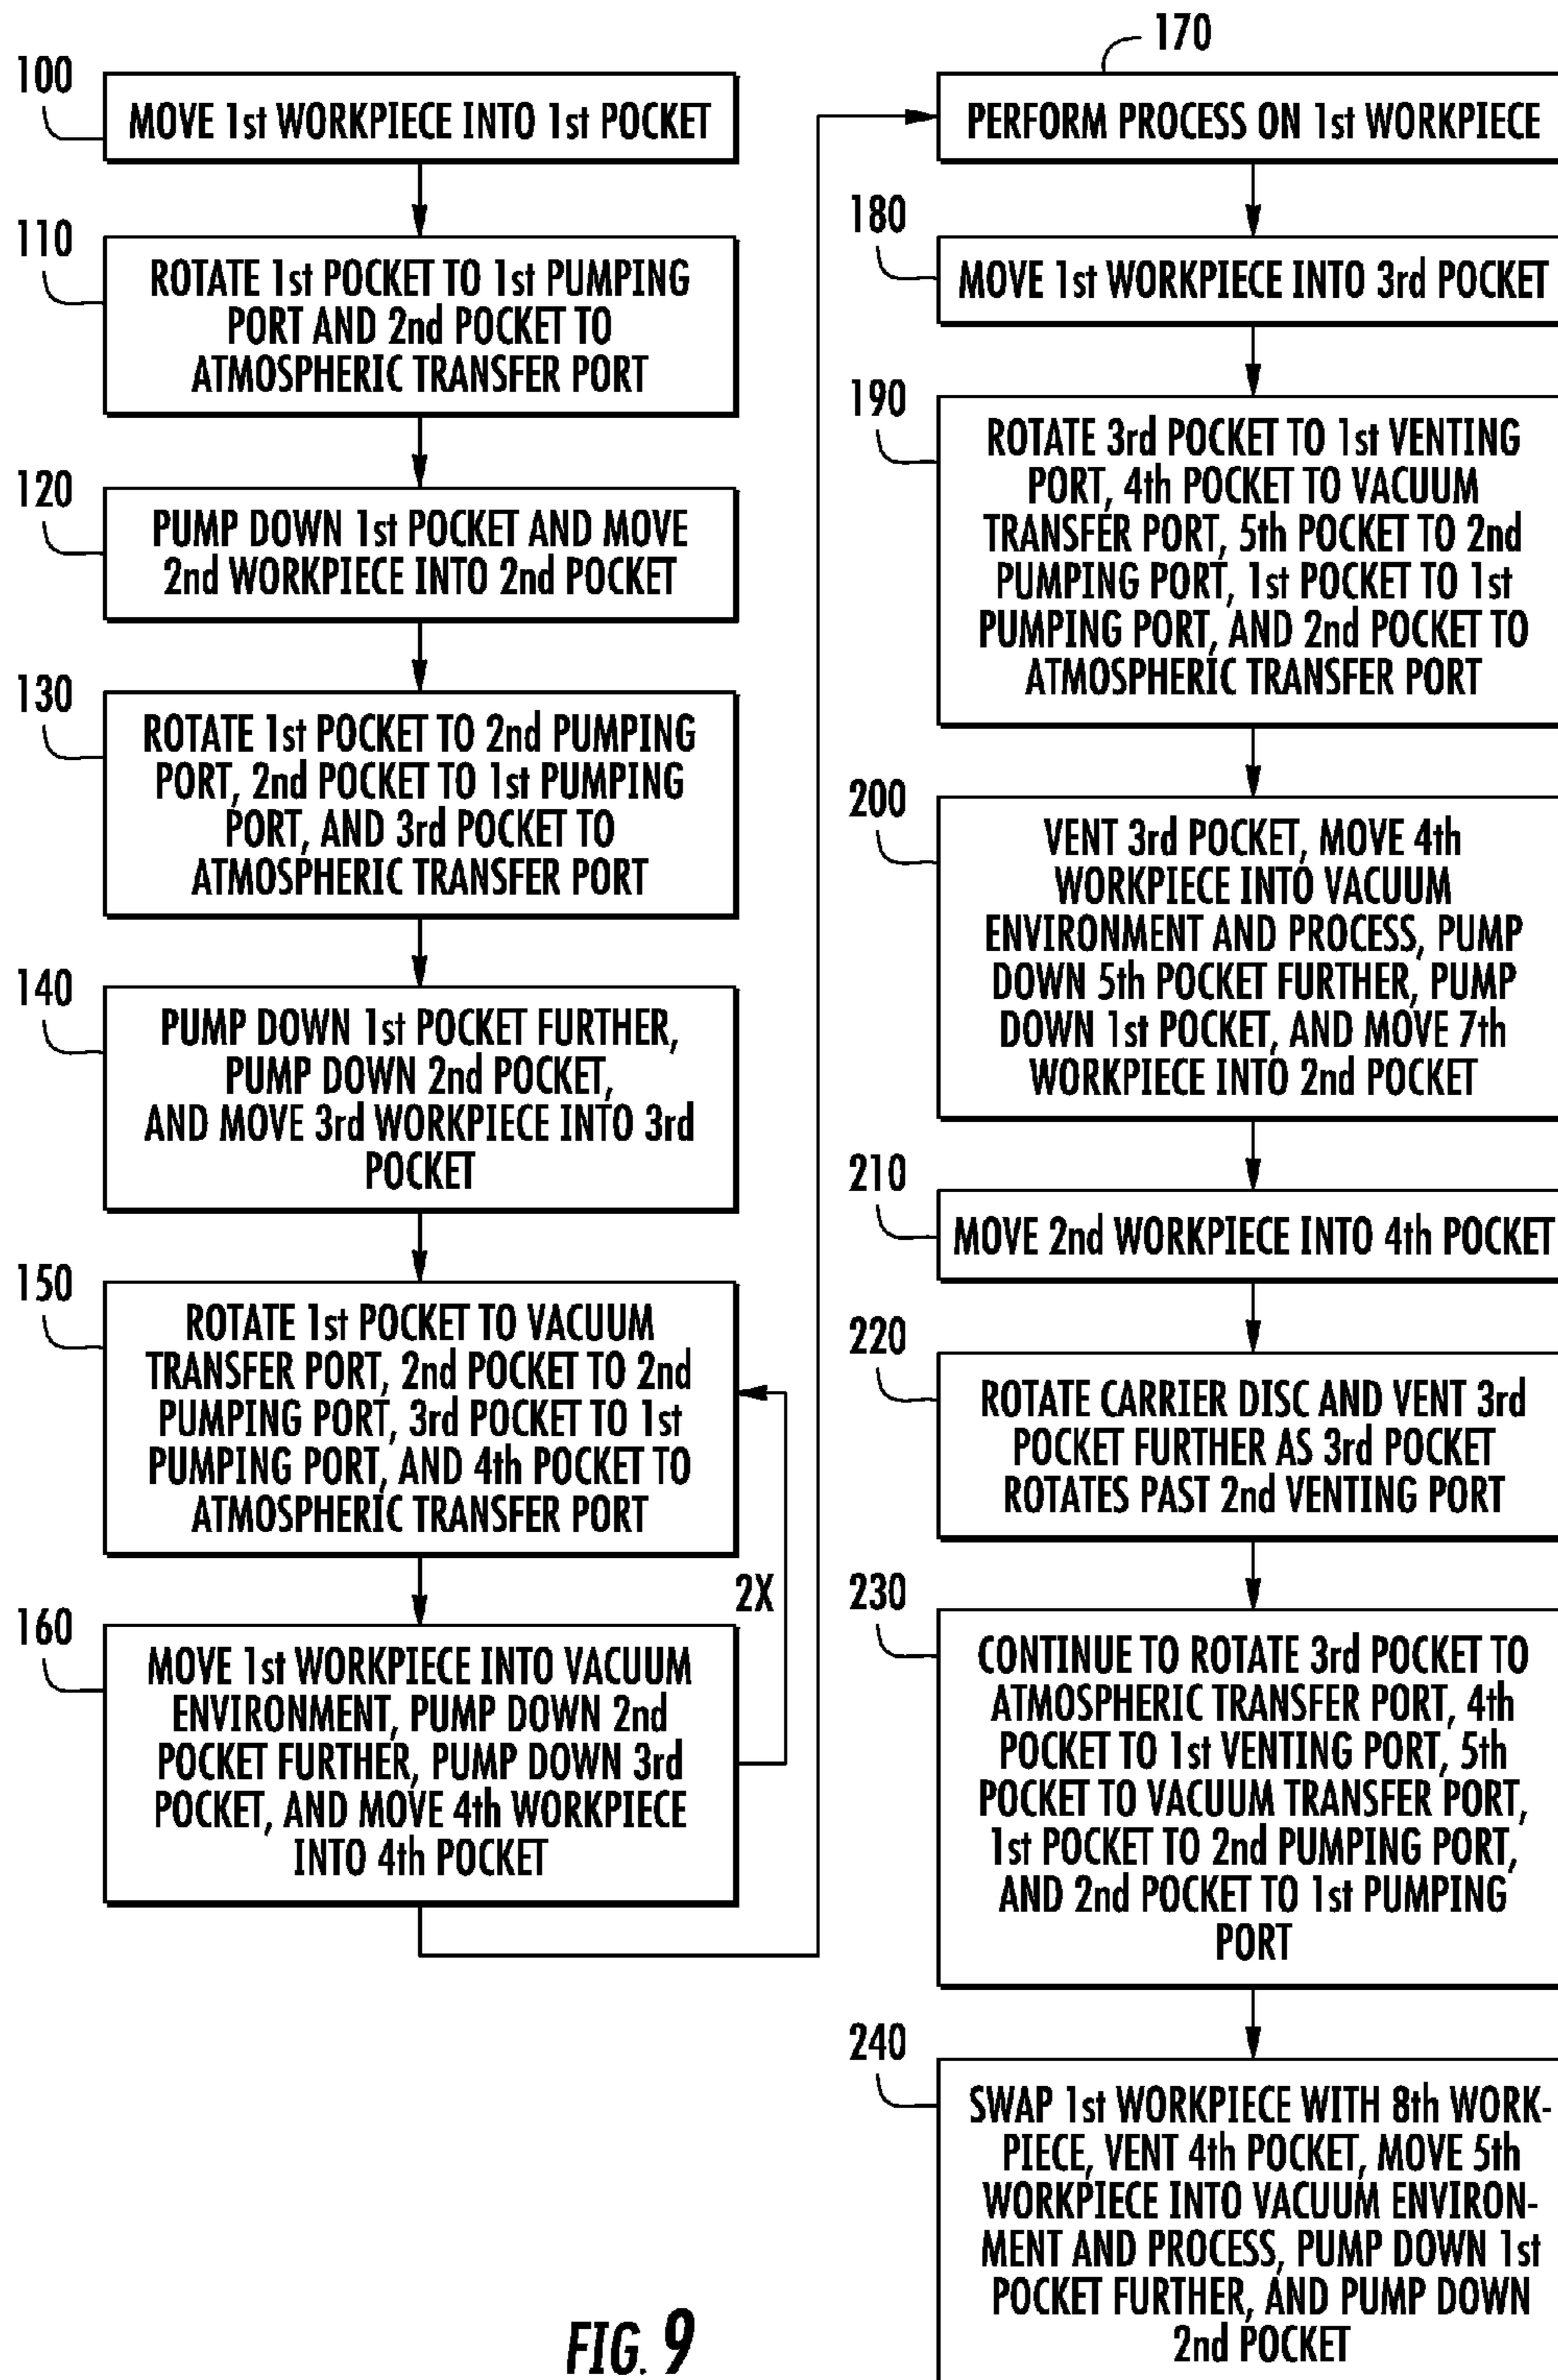 100
MOVE 1st WORKPIECE INTO 1st POCKET
110
ROTATE 1st POCKET TO 1st PUMPING
PORT AND 2nd POCKET TO
ATMOSPHERIC TRANSFER PORT
120
PUMP DOWN 1st POCKET AND MOVE
2nd WORKPIECE INTO 2nd POCKET
130
ROTATE 1st POCKET TO 2nd PUMPING
PORT, 2nd POCKET TO 1st PUMPING
PORT, AND 3rd POCKET TO
ATMOSPHERIC TRANSFER PORT
140
PUMP DOWN 1st POCKET FURTHER,
PUMP DOWN 2nd POCKET,
AND MOVE 3rd WORKPIECE INTO 3rd
POCKET
150
ROTATE 1st POCKET TO VACUUM
TRANSFER PORT, 2nd POCKET TO 2nd
PUMPING PORT, 3rd POCKET TO 1st
PUMPING PORT, AND 4th POCKET TO
ATMOSPHERIC TRANSFER PORT
2X
160
MOVE 1st WORKPIECE INTO VACUUM
ENVIRONMENT, PUMP DOWN 2nd
POCKET FURTHER, PUMP DOWN 3rd
POCKET, AND MOVE 4th WORKPIECE
INTO 4th POCKET
170
PERFORM PROCESS ON 1st WORKPIECE
180
MOVE 1st WORKPIECE INTO 3rd POCKET
190
ROTATE 3rd POCKET TO 1st VENTING
PORT, 4th POCKET TO VACUUM
TRANSFER PORT, 5th POCKET TO 2nd
PUMPING PORT, 1st POCKET TO 1st
PUMPING PORT, AND 2nd POCKET TO
ATMOSPHERIC TRANSFER PORT
200
VENT 3rd POCKET, MOVE 4th
WORKPIECE INTO VACUUM
ENVIRONMENT AND PROCESS, PUMP
DOWN 5th POCKET FURTHER, PUMP
DOWN 1st POCKET, AND MOVE 7th
WORKPIECE INTO 2nd POCKET
210
MOVE 2nd WORKPIECE INTO 4th POCKET
220
ROTATE CARRIER DISC AND VENT 3rd
POCKET FURTHER AS 3rd POCKET
ROTATES PAST 2nd VENTING PORT
230
CONTINUE TO ROTATE 3rd POCKET TO
ATMOSPHERIC TRANSFER PORT, 4th
POCKET TO 1st VENTING PORT, 5th
POCKET TO VACUUM TRANSFER PORT,
1st POCKET TO 2nd PUMPING PORT,
AND 2nd POCKET TO 1st PUMPING
PORT
240
SWAP 1st WORKPIECE WITH 8th WORK-
PIECE, VENT 4th POCKET, MOVE 5th
WORKPIECE INTO VACUUM ENVIRON-
MENT AND PROCESS, PUMP DOWN 1st
POCKET FURTHER, AND PUMP DOWN
2nd POCKET
FIG. 9